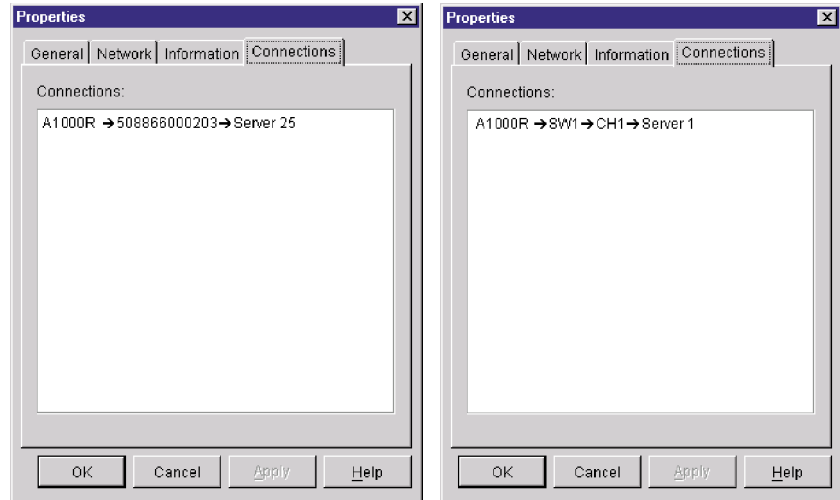 Properties
General Network Information Connections
Connections:
A1000R →508866000203→Server 25
OK Cancel Apply Help
Properties
General Network Information Connections
Connections:
A1000R →SW1→CH1→Server 1
OK Cancel Apply Help